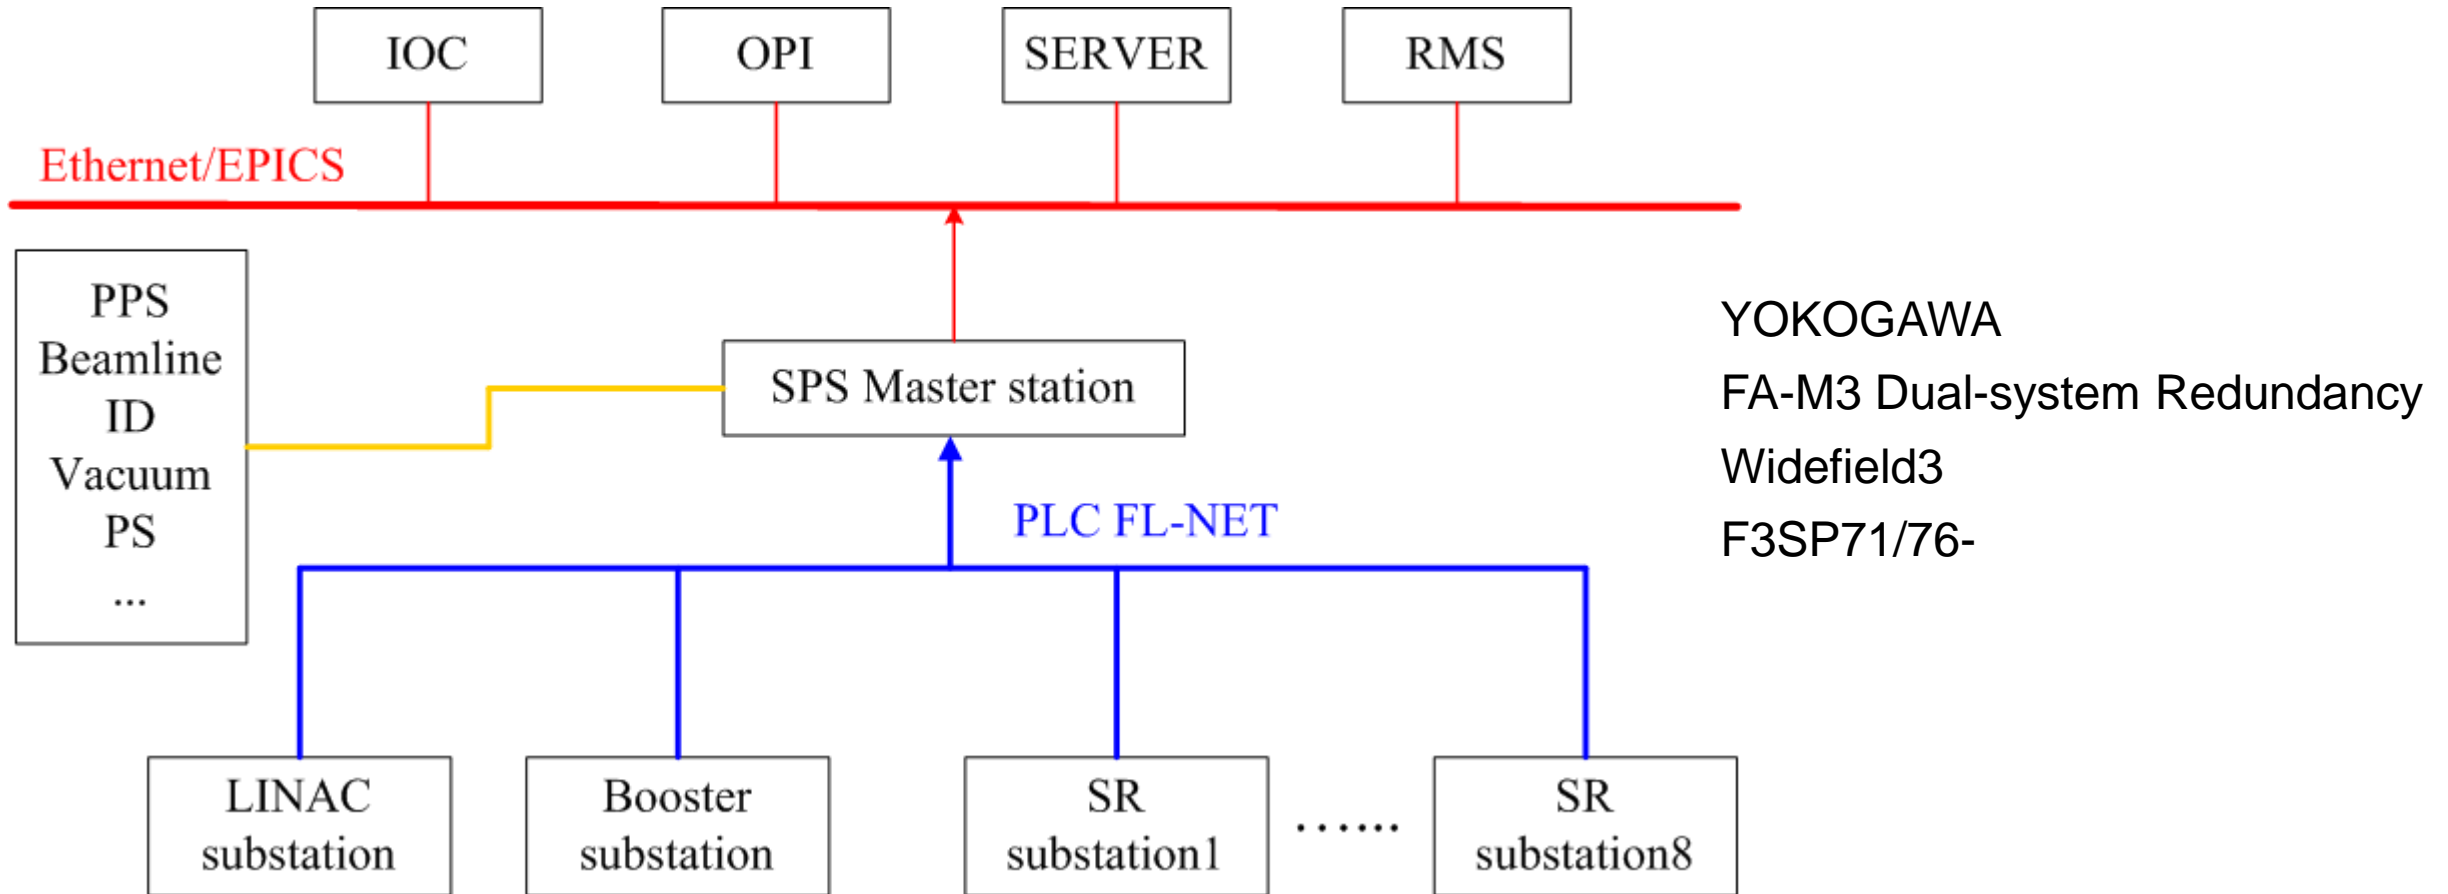 IOC
OPI
SERVER
RMS
Ethernet/EPICS
PPS
Beamline
ID
Vacuum
PS
...
SPS Master station
PLC FL-NET
LINAC
substation
Booster
substation
SR
substation1
…...
SR
substation8
YOKOGAWA
FA-M3 Dual-system Redundancy
Widefield3
F3SP71/76-